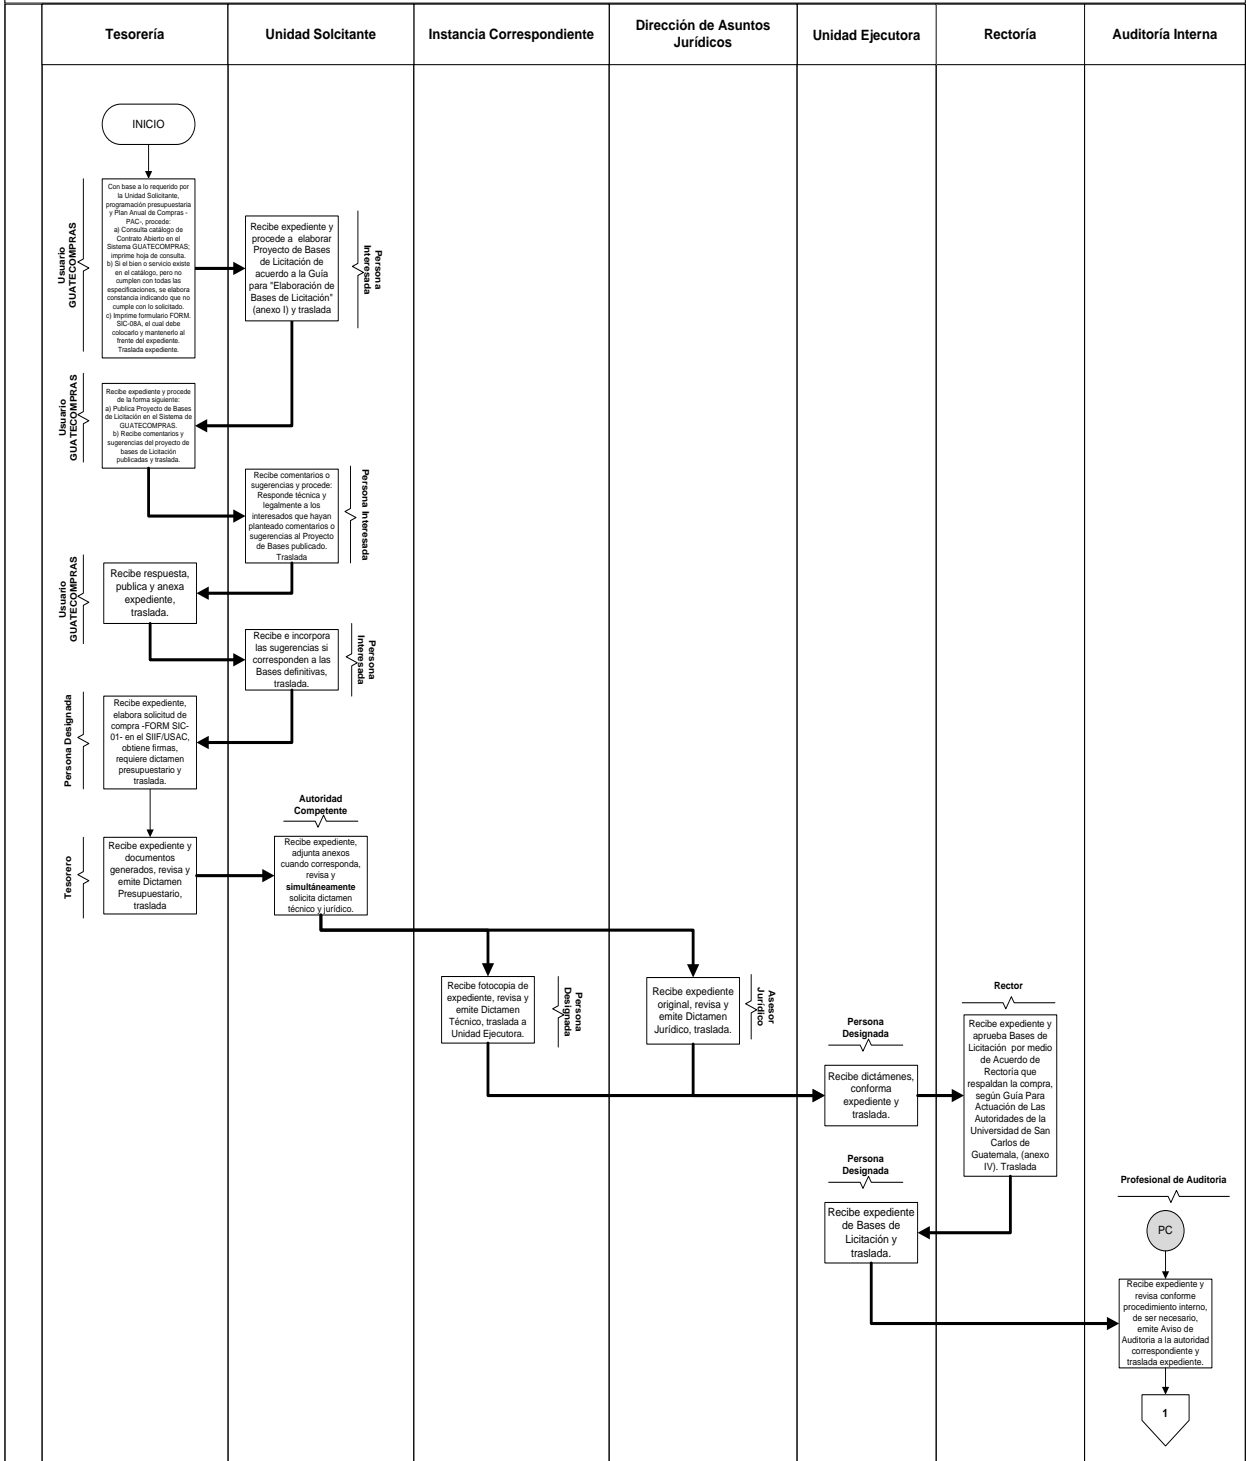 Tesorería
Unidad Solcitante
Instancia Correspondiente
Dirección de Asuntos
Jurídicos
Unidad Ejecutora
Rectoría
Auditoría Interna
INICIO
Usuario
GUATECOMPRAS
Con base a lo requerido por
la Unidad Solicitante,
programación presupuestaria
y Plan Anual de Compras -
PAC-, procede:
a) Consulta catálogo de
Contrato Abierto en el
Sistema GUATECOMPRAS;
imprime hoja de consulta.
b) Si el bien o servicio existe
en el catálogo, pero no
cumplen con todas las
especificaciones, se elabora
constancia indicando que no
cumple con lo solicitado.
c) Imprime formulario FORM.
SIC-08A, el cual debe
colocarlo y mantenerlo al
frente del expediente.
Traslada expediente.
Recibe expediente y
procede a elaborar
Proyecto de Bases
de Licitación de
acuerdo a la Guía
para "Elaboración de
Bases de Licitación"
(anexo I) y traslada
Persona
Interesada
Usuario
GUATECOMPRAS
Recibe expediente y procede
de la forma siguiente:
a) Publica Proyecto de Bases
de Licitación en el Sistema de
GUATECOMPRAS.
b) Recibe comentarios y
sugerencias del proyecto de
bases de Licitación
publicadas y traslada.
Recibe comentarios o
sugerencias y procede:
Responde técnica y
legalmente a los
interesados que hayan
planteado comentarios o
sugerencias al Proyecto
de Bases publicado.
Traslada
Persona Interesada
Usuario
GUATECOMPRAS
Recibe respuesta,
publica y anexa
expediente,
traslada.
Recibe e incorpora
las sugerencias si
corresponden a las
Bases definitivas,
traslada.
Persona
Interesada
Persona Designada
Recibe expediente,
elabora solicitud de
compra -FORM SIC-
01- en el SIIF/USAC,
obtiene firmas,
requiere dictamen
presupuestario y
traslada.
Tesorero
Recibe expediente y
documentos
generados, revisa y
emite Dictamen
Presupuestario,
traslada
Autoridad
Competente
Recibe expediente,
adjunta anexos
cuando corresponda,
revisa y
simultáneamente
solicita dictamen
técnico y jurídico.
Recibe fotocopia de
expediente, revisa y
emite Dictamen
Técnico, traslada a
Unidad Ejecutora.
Persona
Designada
Recibe expediente
original, revisa y
emite Dictamen
Jurídico, traslada.
Asesor
Jurídico
Persona
Designada
Recibe dictámenes,
conforma
expediente y
traslada.
Rector
Recibe expediente y
aprueba Bases de
Licitación por medio
de Acuerdo de
Rectoría que
respaldan la compra,
según Guía Para
Actuación de Las
Autoridades de la
Universidad de San
Carlos de
Guatemala, (anexo
IV). Traslada
Persona
Designada
Recibe expediente
de Bases de
Licitación y
traslada.
Profesional de Auditoria
PC
Recibe expediente y
revisa conforme
procedimiento interno,
de ser necesario,
emite Aviso de
Auditoria a la autoridad
correspondiente y
traslada expediente.
1